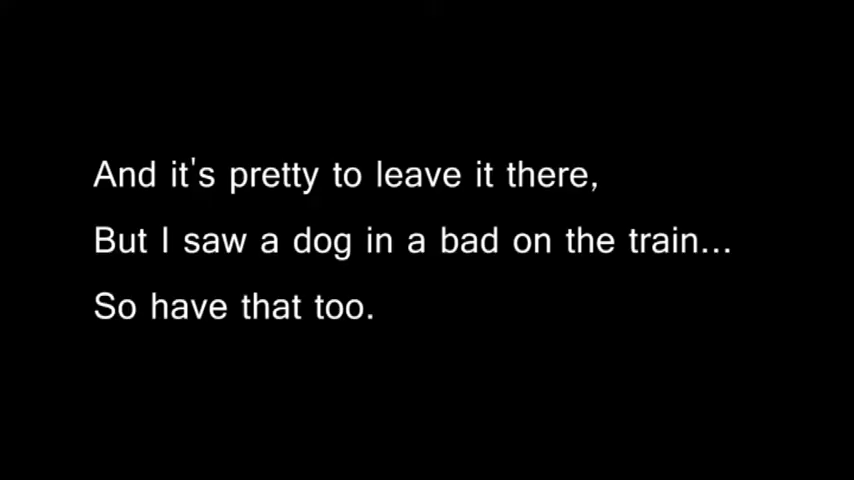 And it's pretty to leave it there,
But I saw a dog in a bad on the train...
So have that too.